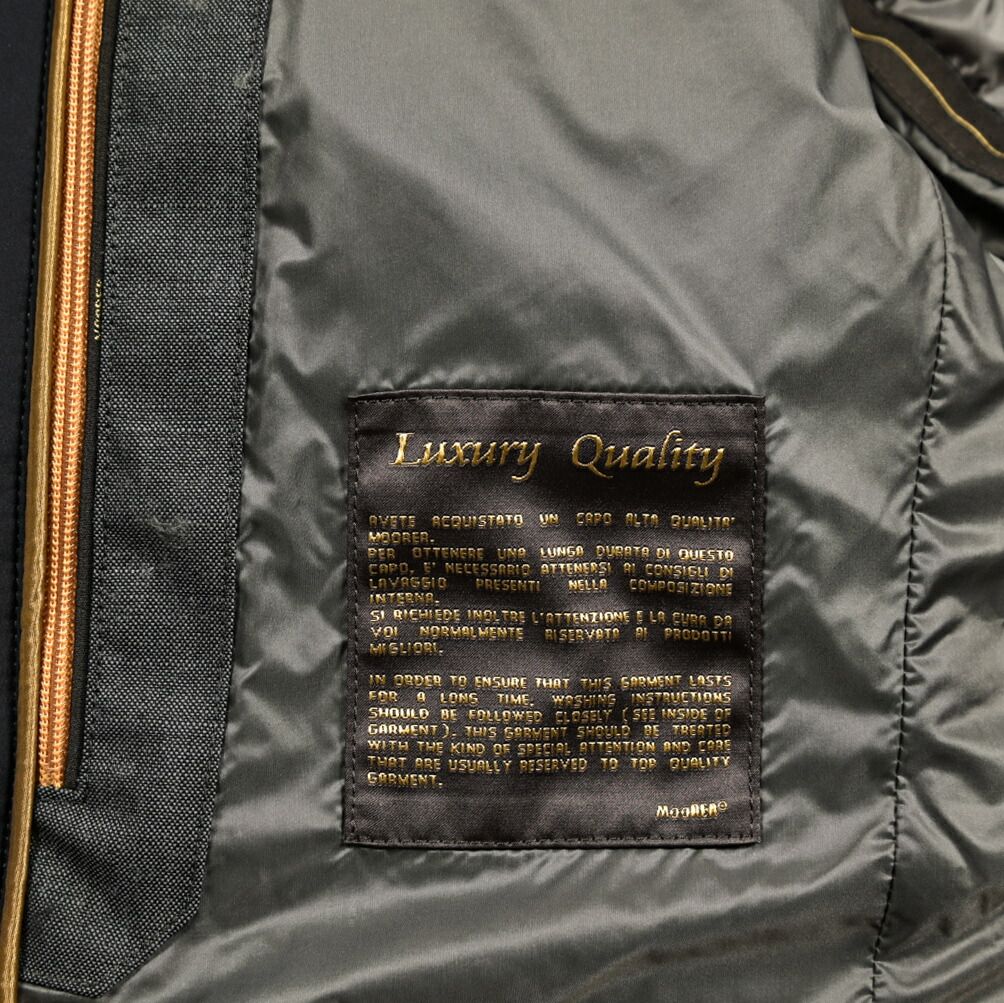 Luxury Quality
AVETE ACQUISTATO UN CAPO ALTA QUALITA'
MOORER.
PER OTTENERE UNA LUNGA DURATA DI QUESTO
CAPO, E' NECESSARIO ATTENERSI AI CONSIGLI DI
LAVAGGIO PRESENTI NELLA COMPOSIZIONE
INTERNA.
SI RICHIEDE INOLTRE L'ATTENZIONE E LA CURA DA
VOI NORMALMENTE RISERVATA AI PRODOTTI
MIGLIORI.
IN ORDER TO ENSURE THAT THIS GARMENT LASTS
FOR A LONG TIME, WASHING INSTRUCTIONS
SHOULD BE FOLLOWED CLOSELY (SEE INSIDE OF
GARMENT). THIS GARMENT SHOULD BE TREATED
WITH THE KIND OF SPECIAL ATTENTION AND CARE
THAT ARE USUALLY RESERVED TO TOP QUALITY
GARMENT.
MOORER®